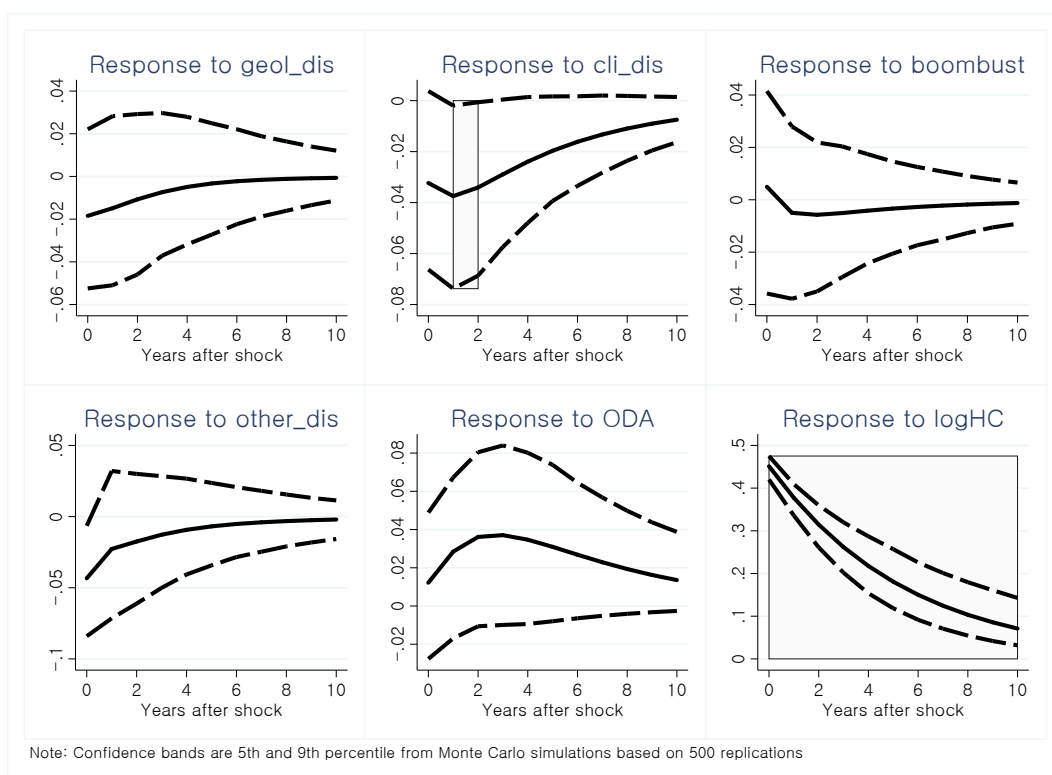 Response to geol_dis
.04
.02
0
-.02
-.04
-.06
0 2 4 6 8 10
Years after shock
Response to cli_dis
0
-.02
-.04
-.06
-.08
0 2 4 6 8 10
Years after shock
Response to boombust
.04
.02
0
-.02
-.04
0 2 4 6 8 10
Years after shock
Response to other_dis
.05
0
-.05
-.1
0 2 4 6 8 10
Years after shock
Response to ODA
.08
.06
.04
.02
0
-.02
0 2 4 6 8 10
Years after shock
Response to logHC
.5
.4
.3
.2
.1
0
0 2 4 6 8 10
Years after shock
Note: Confidence bands are 5th and 9th percentile from Monte Carlo simulations based on 500 replications